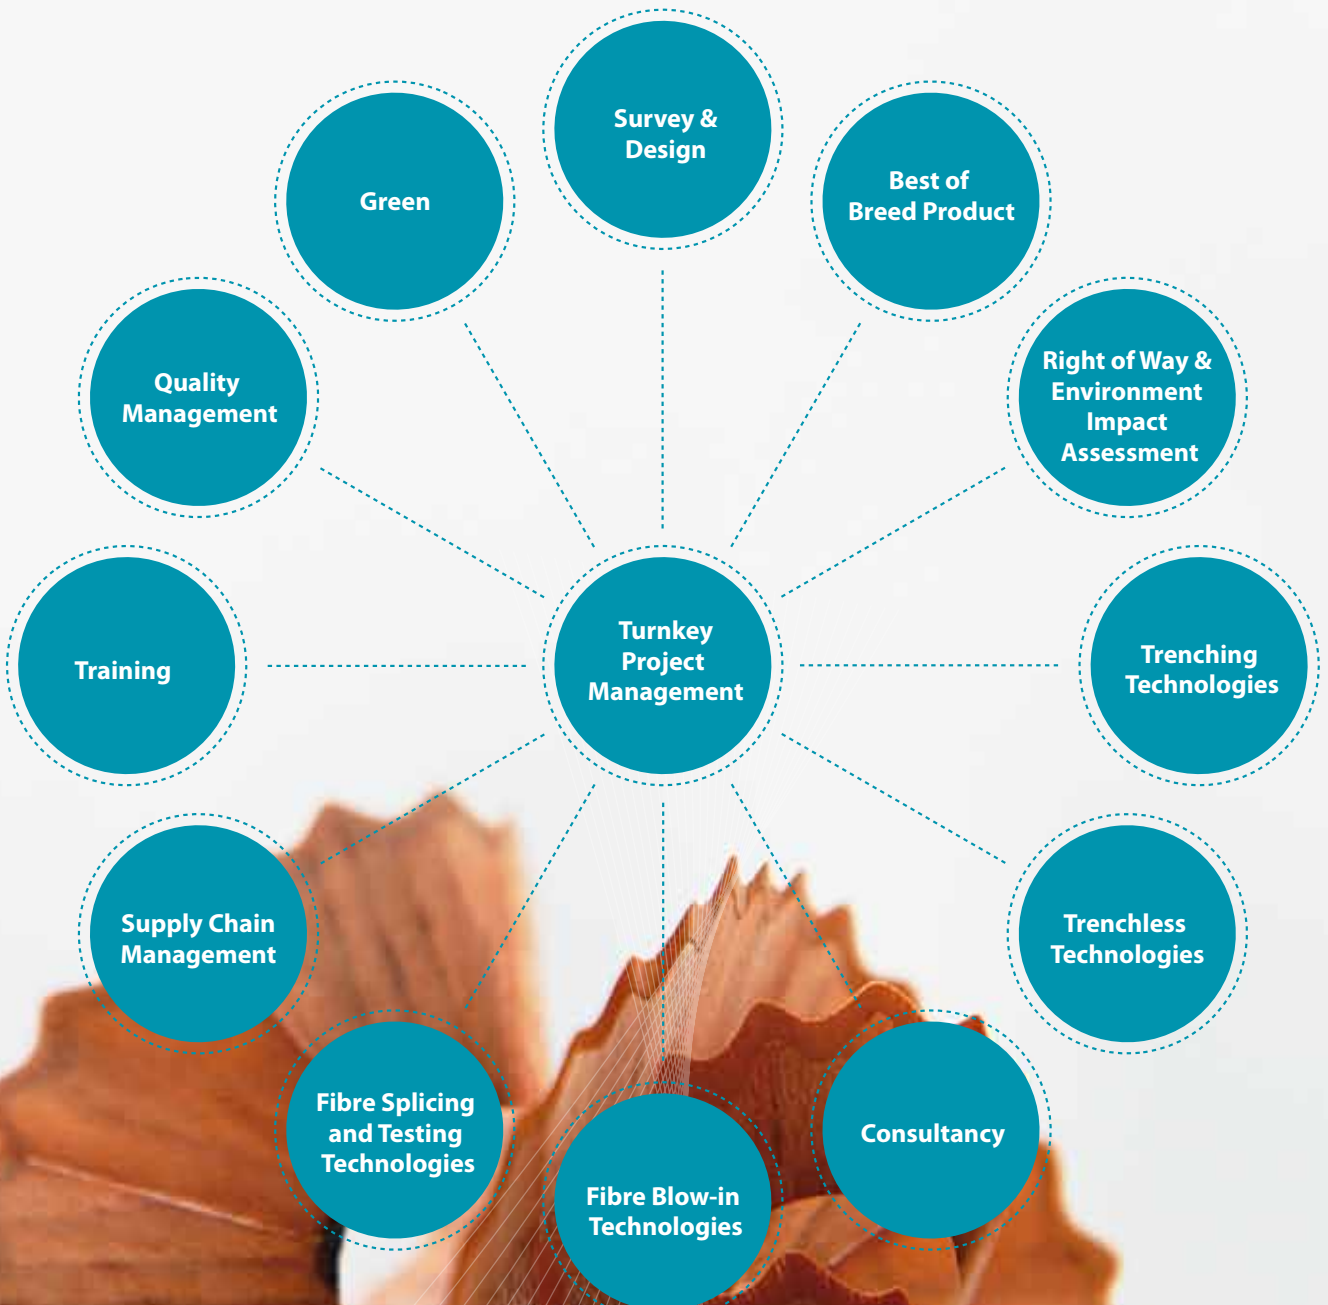 Survey &
Design
Best of
Breed Product
Right of Way &
Environment
Impact
Assessment
Trenching
Technologies
Trenchless
Technologies
Consultancy
Fibre Blow-in
Technologies
Fibre Splicing
and Testing
Technologies
Supply Chain
Management
Training
Quality
Management
Green
Turnkey
Project
Management